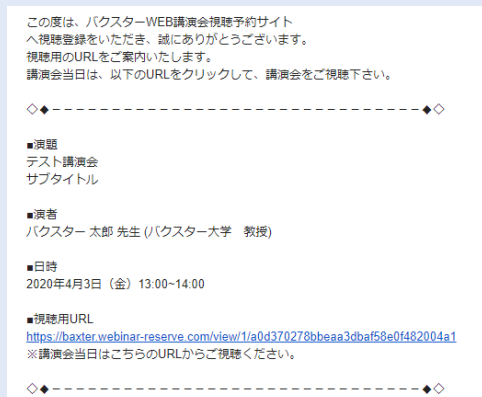 この度は、バクスターWEB講演会視聴予約サイト
へ視聴登録をいただき、誠にありがとうございます。
視聴用のURLをご案内いたします。
講演会当日は、以下のURLをクリックして、講演会をご視聴下さい。
◇◆－－－－－－－－－－－－－－－－－－－－－－－－－－－－－－－◆◇
■演題
テスト講演会
サブタイトル
■演者
バクスター 太郎 先生 (バクスター大学　教授)
■日時
2020年4月3日（金）13:00~14:00
■視聴用URL
https://baxter.webinar-reserve.com/view/1/a0d370278bbeaa3dbaf58e0f482004a1
※講演会当日はこちらのURLからご視聴ください。
◇◆－－－－－－－－－－－－－－－－－－－－－－－－－－－－－－－◆◇